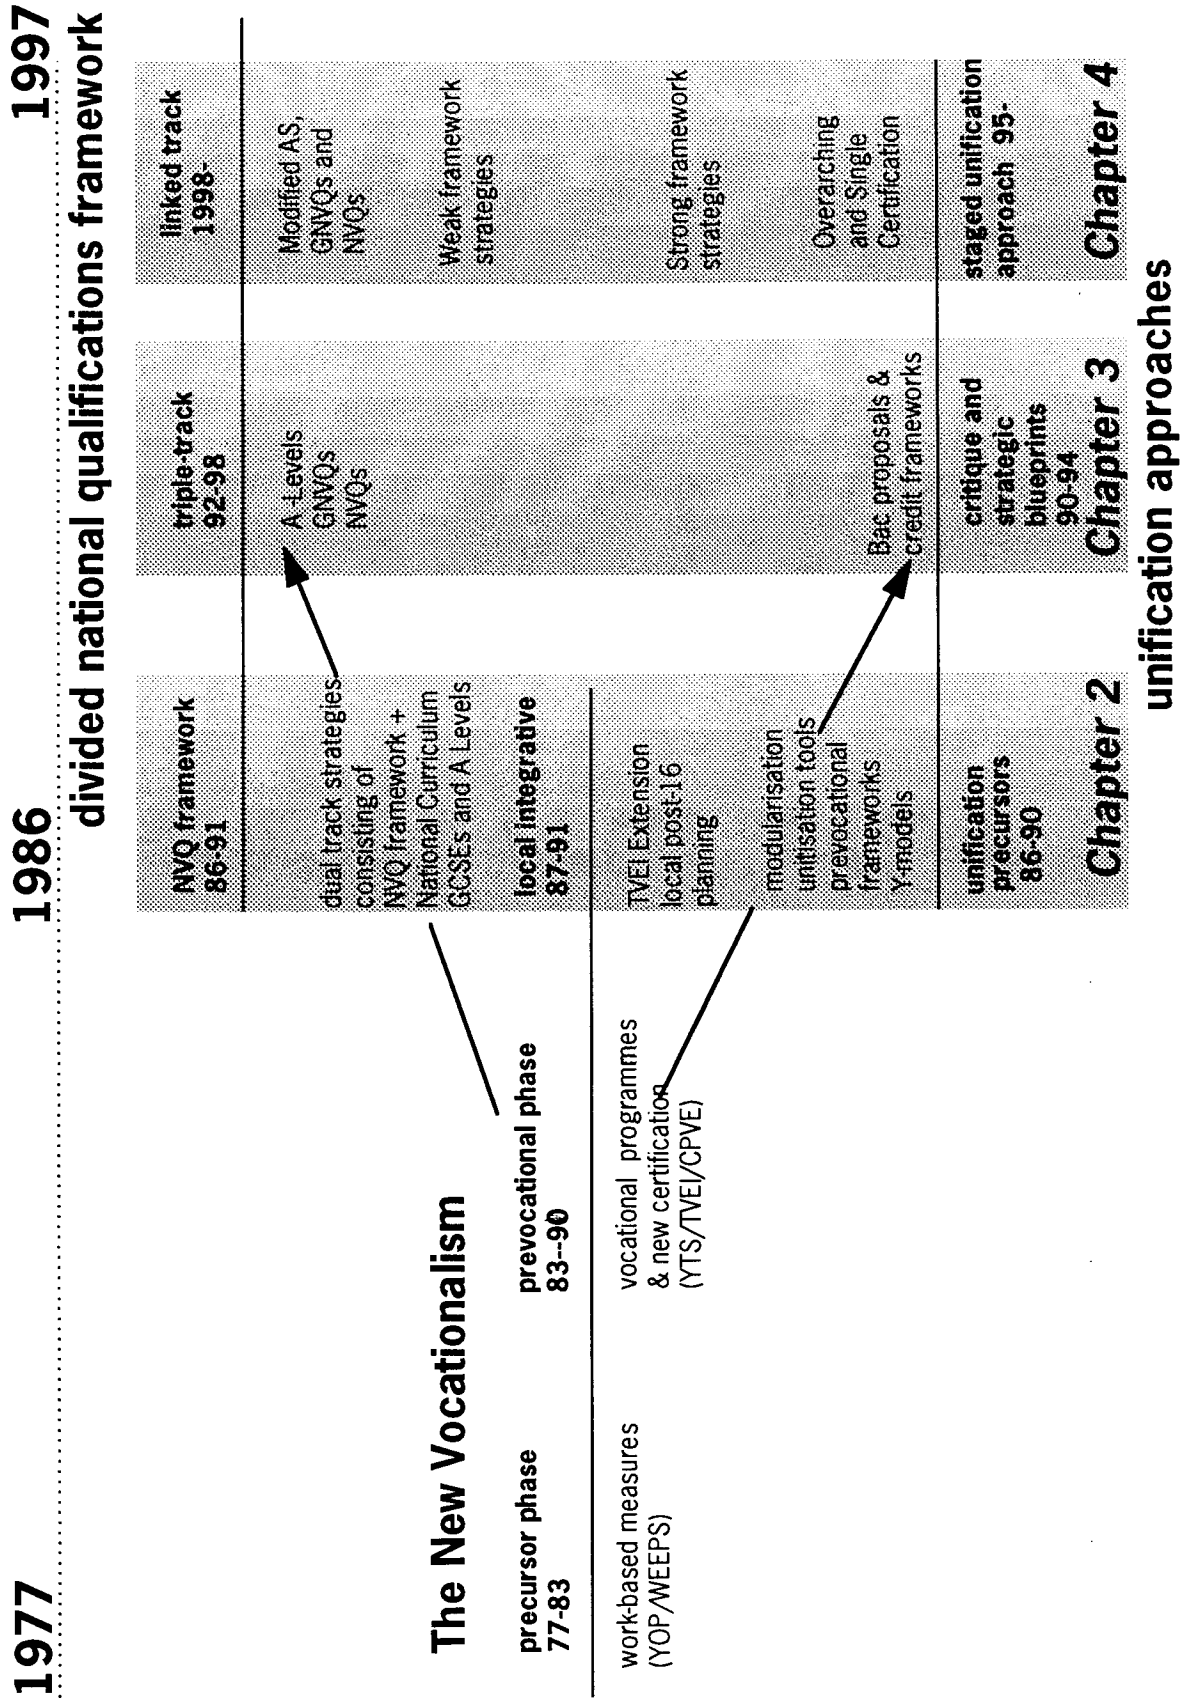 1977
1986
1997
divided national qualifications framework
The New Vocationalism
precursor phase
77-83
work-based measures
(YOP/WEEPS)
prevocational phase
83--90
vocational programmes
& new certification
(YTS/TVEI/CPVE)
NVQ framework
86-91
dual track strategies
consisting of
NVQ framework +
National Curriculum
GCSEs and A Levels
local integrative
87-91
TVEI Extension
local post-16
planning
modularisation
unitisation tools
prevocational
frameworks
Y-models
unification
precursors
86-90
Chapter 2
triple-track
92-98
A-Levels
GNVQs
NVQs
Bac proposals &
credit frameworks
critique and
strategic
blueprints
90-94
Chapter 3
linked track
1998-
Modified AS,
GNVQs and
NVQs
Weak framework
strategies
Strong framework
strategies
Overarching
and Single
Certification
staged unification
approach 95-
Chapter 4
unification approaches